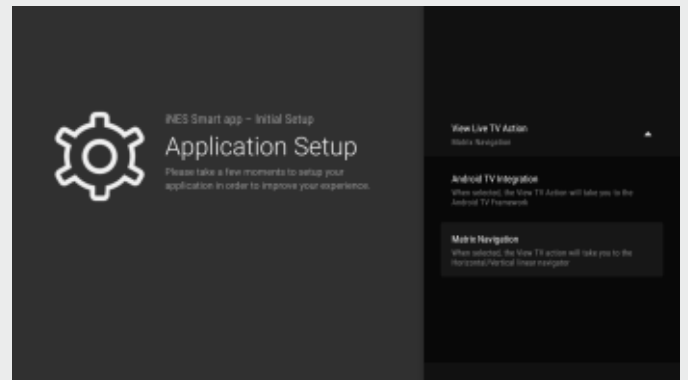 iNES Smart app – Initial Setup
Application Setup
Please take a few moments to setup your
application in order to improve your experience.
View Live TV Action
Matrix Navigation
Android TV Integration
When selected, the View TV Action will take you to the
Android TV Framework
Matrix Navigation
When selected, the View TV action will take you to the
Horizontal/Vertical linear navigator